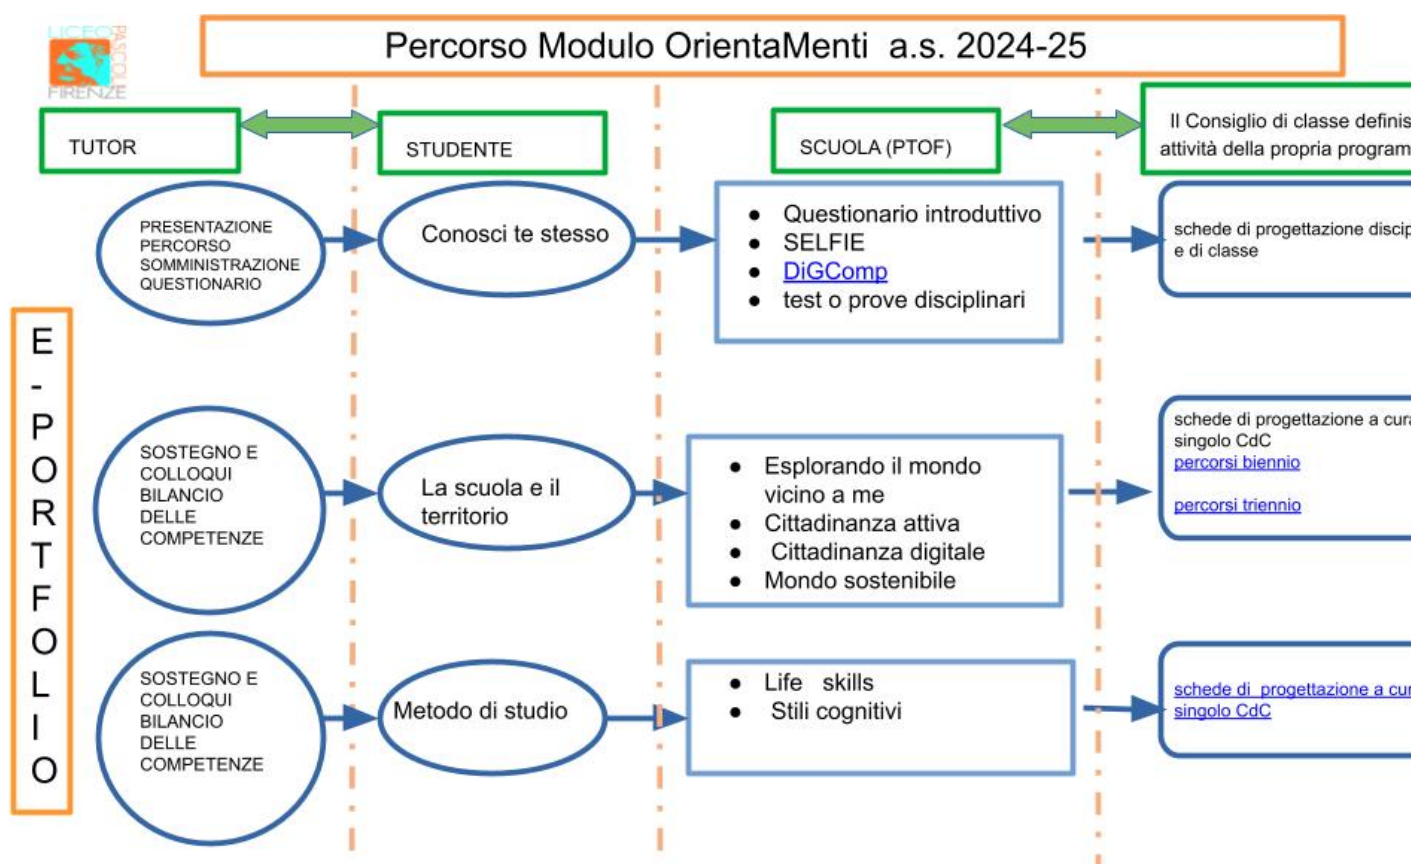 LICEO
PASCOLI
FIRENZE
Percorso Modulo OrientaMenti a.s. 2024-25
TUTOR
STUDENTE
SCUOLA (PTOF)
Il Consiglio di classe definis
attività della propria program
PRESENTAZIONE
PERCORSO
SOMMINISTRAZIONE
QUESTIONARIO
Conosci te stesso
● Questionario introduttivo
● SELFIE
● DiGComp
● test o prove disciplinari
schede di progettazione discip
e di classe
E
-
P
O
R
T
F
O
L
I
O
SOSTEGNO E
COLLOQUI
BILANCIO
DELLE
COMPETENZE
La scuola e il
territorio
● Esplorando il mondo
vicino a me
● Cittadinanza attiva
● Cittadinanza digitale
● Mondo sostenibile
schede di progettazione a cura
singolo CdC
percorsi biennio
percorsi triennio
SOSTEGNO E
COLLOQUI
BILANCIO
DELLE
COMPETENZE
Metodo di studio
● Life skills
● Stili cognitivi
schede di progettazione a cur
singolo CdC